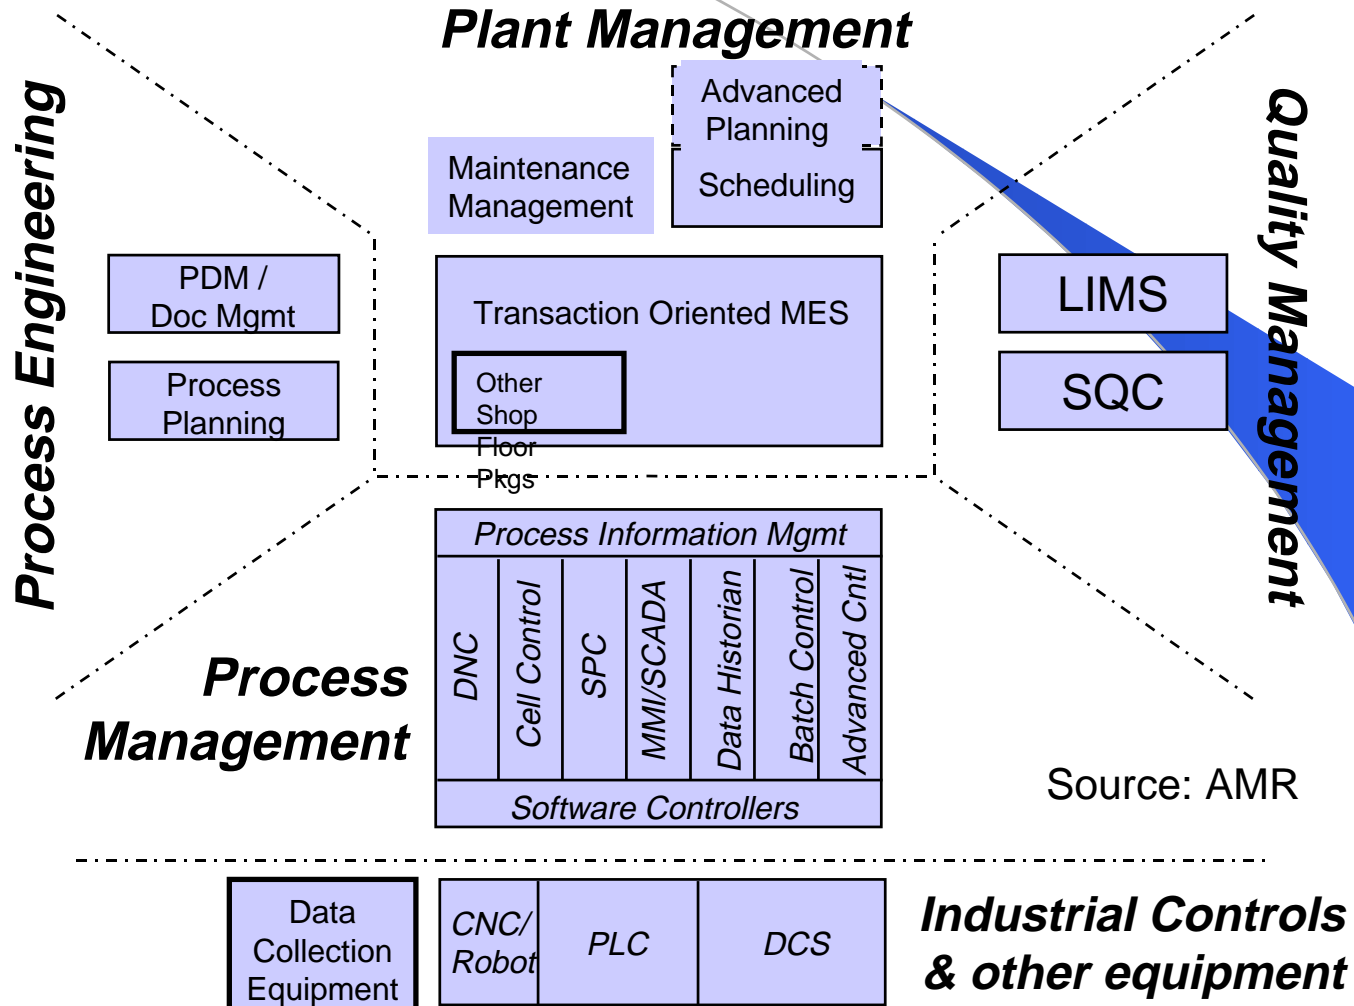 Plant Management
Process Engineering
Quality Management
Advanced
Planning
Maintenance
Management
Scheduling
PDM /
Doc Mgmt
Process
Planning
Transaction Oriented MES
Other
Shop
Floor
Pkgs
LIMS
SQC
Process Information Mgmt
DNC
Cell Control
SPC
MMI/SCADA
Data Historian
Batch Control
Advanced Cntl
Software Controllers
Process
Management
Source: AMR
Data
Collection
Equipment
CNC/
Robot
PLC
DCS
Industrial Controls
& other equipment